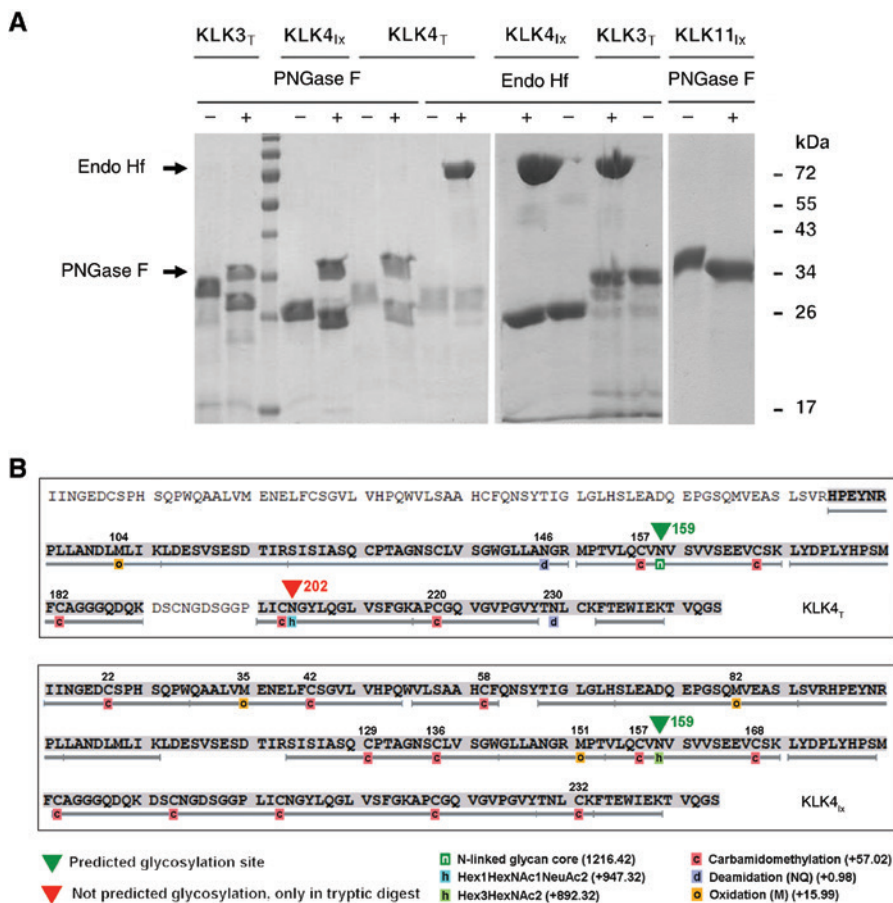 A
KLK3T KLK4lx KLK4T KLK4lx KLK3T KLK11lx
PNGase F Endo Hf PNGase F
− + − + − + − + + − + − − +
kDa
Endo Hf
72
55
43
PNGase F
34
26
17
B
IINGEDCSPH SQPWQAALVM ENELFCSGVL VHPQWVLSAA HCFQNSYTIG LGLHSLEADQ EPGSQMVEAS LSVRHPEYNR
104 146 157 159
PLLANDLMLI KLDESVSESD TIRSISIASQ CPTAGNSCLV SGWGLLANGR MPTVLQCVNV SVVSEEVCSK LYDPLYHPSM
o d c n c
182 202 220 230
FCAGGGQDQK DSCNGDSGGP LICNGYLQGL VSFGKAPCGQ VGVPGVYTNL CKFTEWIEKT VQGS
c c h c d
KLK4T
22 35 42 58 82
IINGEDCSPH SQPWQAALVM ENELFCSGVL VHPQWVLSAA HCFQNSYTIG LGLHSLEADQ EPGSQMVEAS LSVRHPEYNR
c o c c o
129 136 151 157 159 168
PLLANDLMLI KLDESVSESD TIRSISIASQ CPTAGNSCLV SGWGLLANGR MPTVLQCVNV SVVSEEVCSK LYDPLYHPSM
c c o c h c
232
FCAGGGQDQK DSCNGDSGGP LICNGYLQGL VSFGKAPCGQ VGVPGVYTNL CKFTEWIEKT VQGS
c c c c c
KLK4lx
Predicted glycosylation site
Not predicted glycosylation, only in tryptic digest
n N-linked glycan core (1216.42)
h Hex1HexNAc1NeuAc2 (+947.32)
h Hex3HexNAc2 (+892.32)
c Carbamidomethylation (+57.02)
d Deamidation (NQ) (+0.98)
o Oxidation (M) (+15.99)